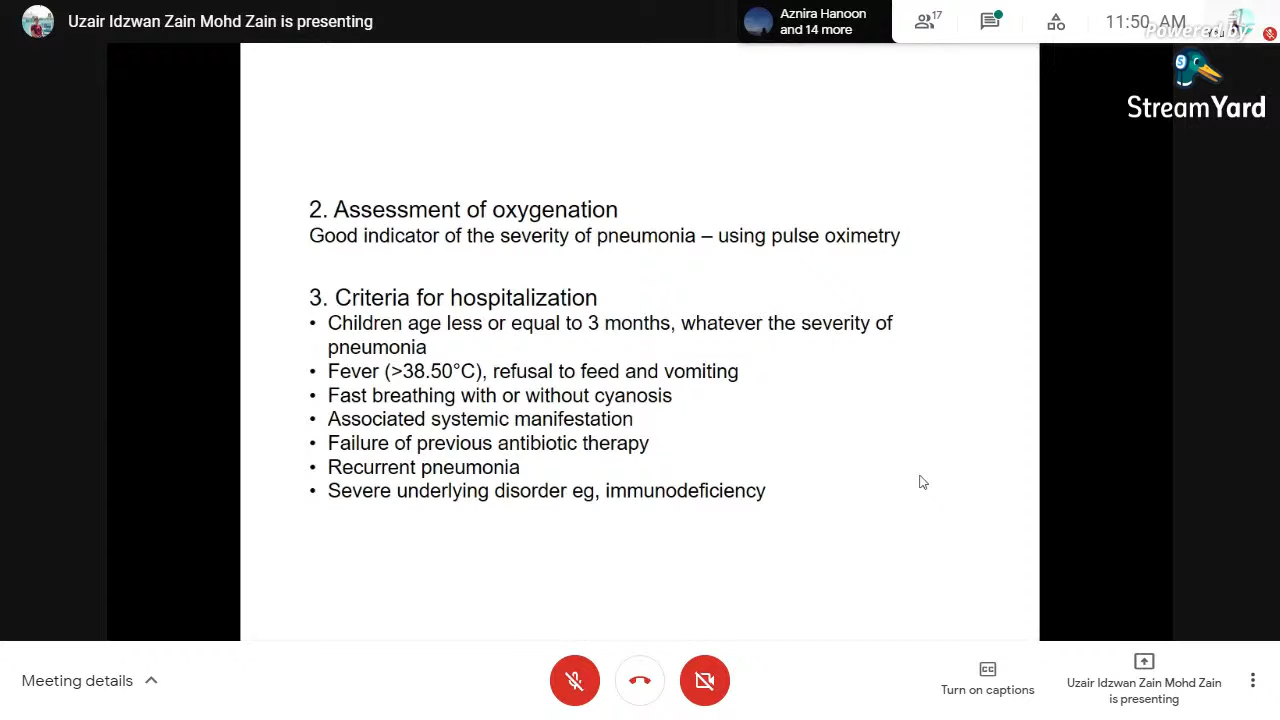 Uzair Idzwan Zain Mohd Zain is presenting
Aznira Hanoon
and 14 more
17
11:50 AM
Powered by
You
S
StreamYard
2. Assessment of oxygenation
Good indicator of the severity of pneumonia – using pulse oximetry
3. Criteria for hospitalization
• Children age less or equal to 3 months, whatever the severity of
pneumonia
• Fever (>38.50°C), refusal to feed and vomiting
• Fast breathing with or without cyanosis
• Associated systemic manifestation
• Failure of previous antibiotic therapy
• Recurrent pneumonia
• Severe underlying disorder eg, immunodeficiency
Meeting details
CC
Turn on captions
Uzair Idzwan Zain Mohd Zain
is presenting